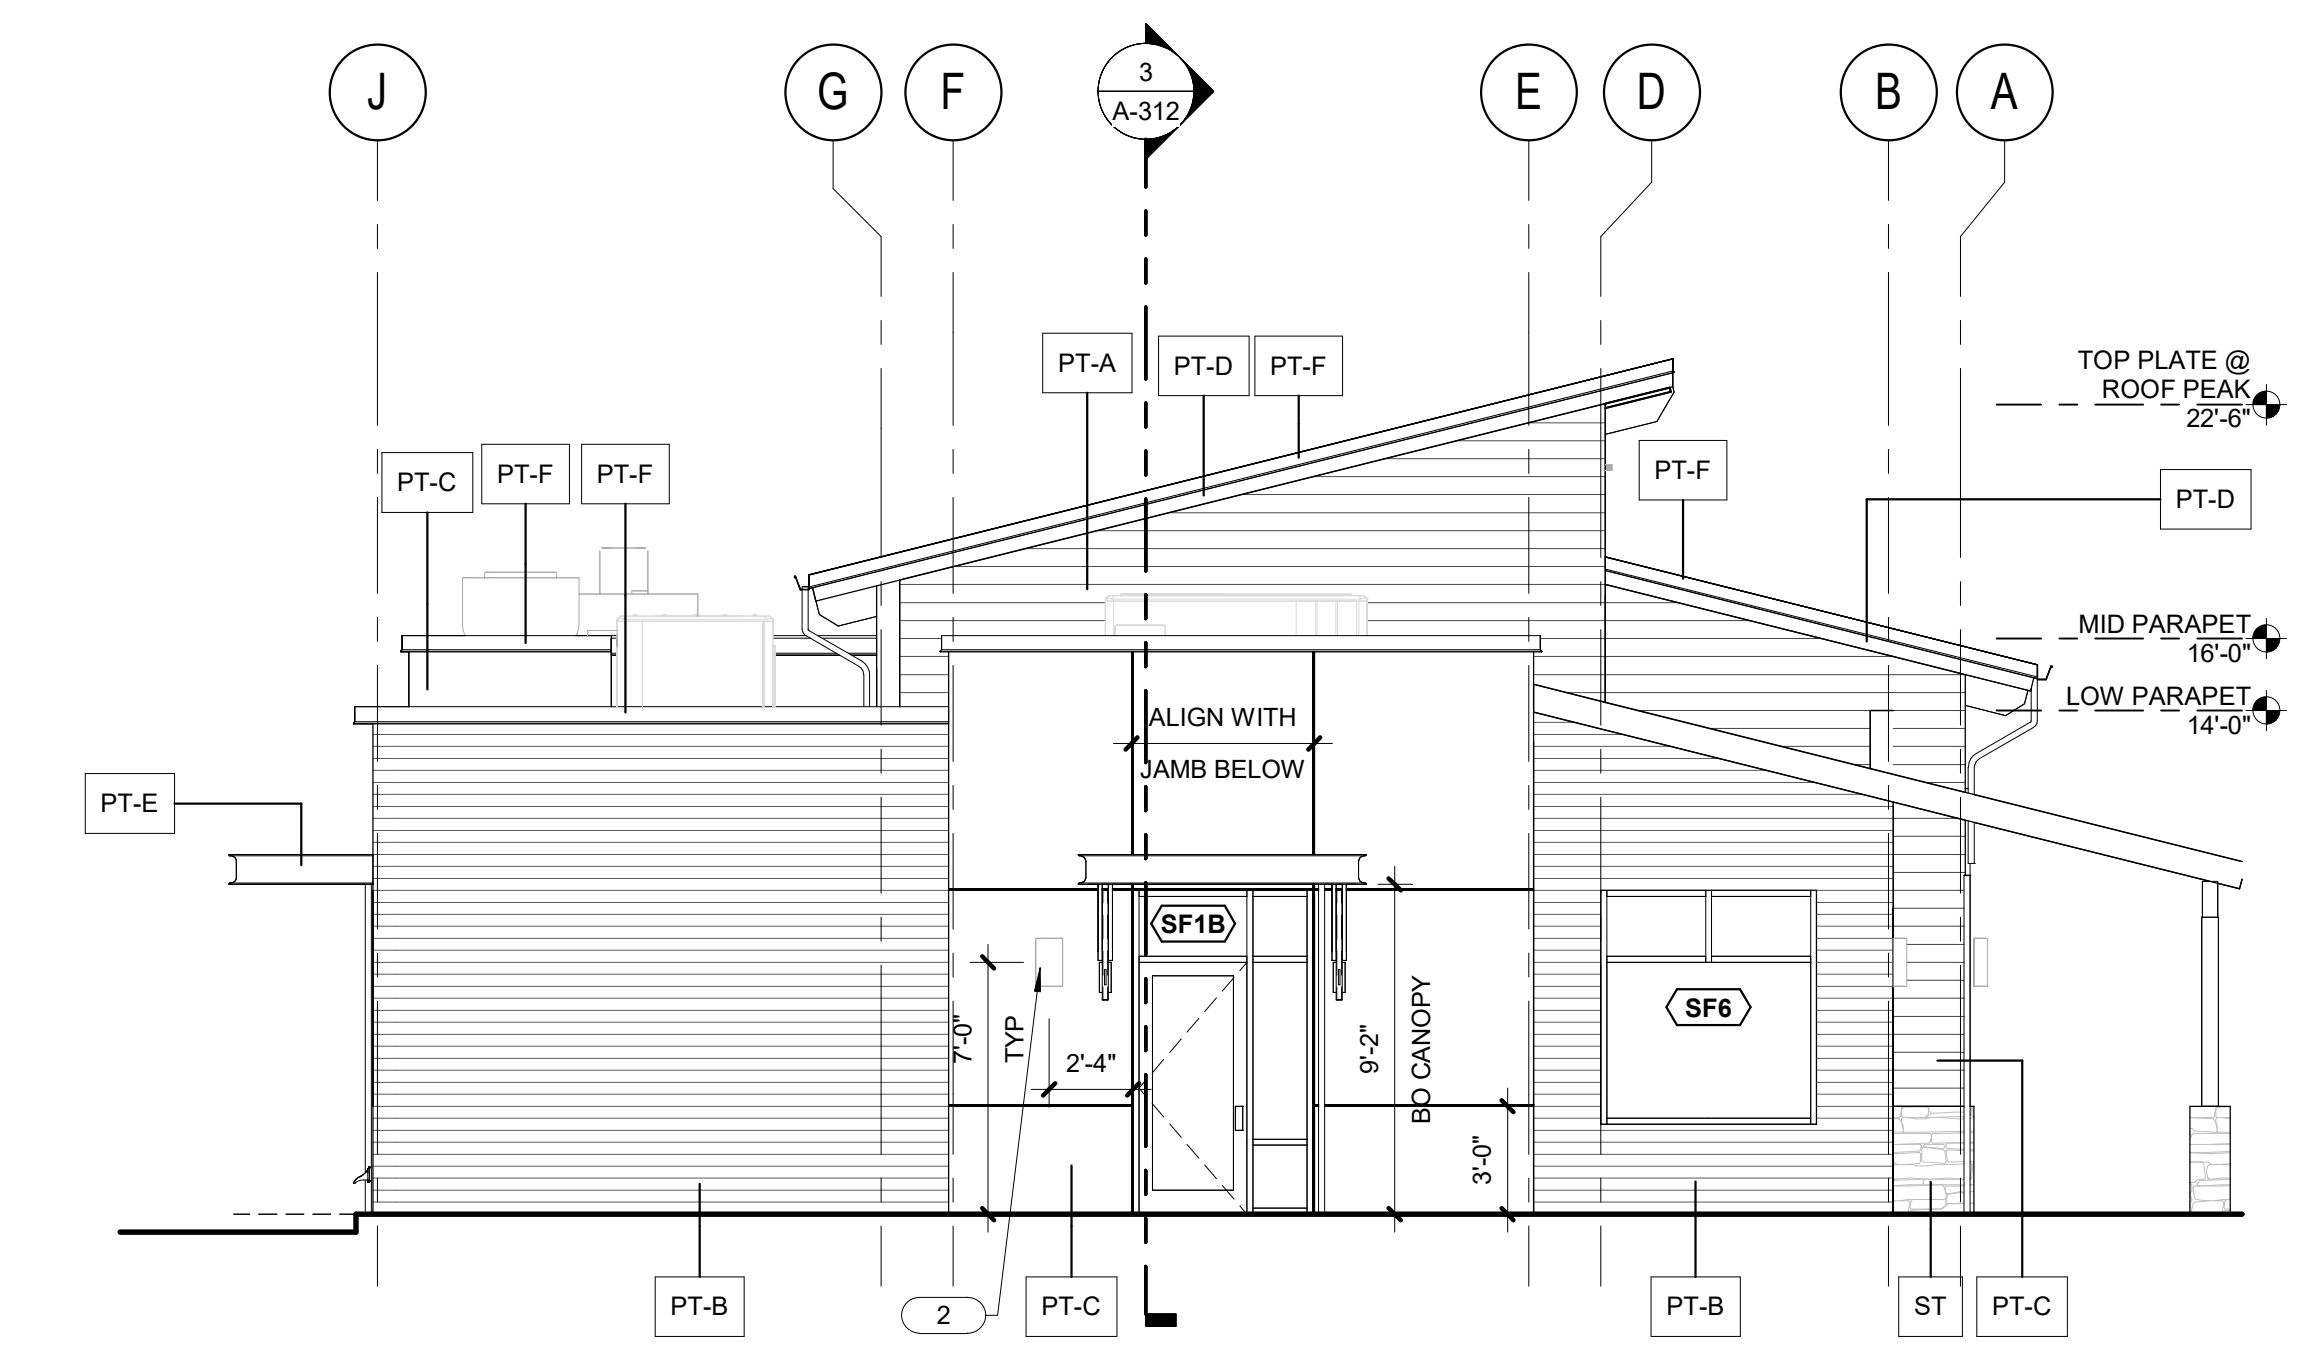 J
G
F
3
A-312
E
D
B
A
TOP PLATE @
ROOF PEAK
22'-6"
PT-A
PT-D
PT-F
PT-C
PT-F
PT-F
PT-F
PT-D
MID PARAPET
16'-0"
LOW PARAPET
14'-0"
ALIGN WITH
JAMB BELOW
PT-E
SF1B
SF6
7'-0"
TYP
2'-4"
9'-2"
BO CANOPY
3'-0"
PT-B
2
PT-C
PT-B
ST
PT-C